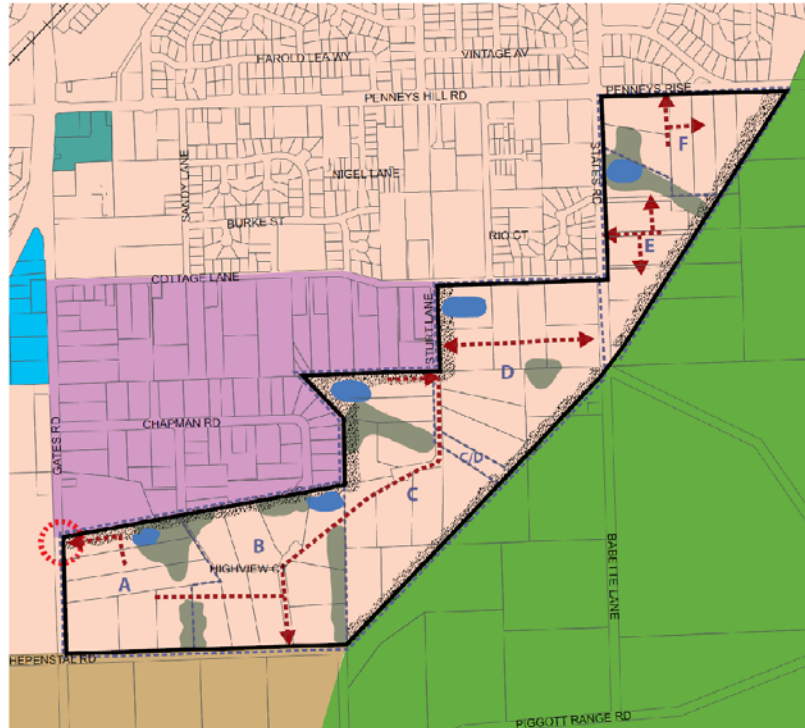 HAROLD LEA WY
VINTAGE AV
PENNEYS RISE
PENNEYS HILL RD
STATES RD
F
SANDY LANE
NIGEL LANE
BURKE ST
RIO CT
E
COTTAGE LANE
STURT LANE
D
CHAPMAN RD
GATES RD
C/D
C
B
A
HIGHVIEW C
BABETTE LANE
HEPENSTAL RD
PIGGOTT RANGE RD